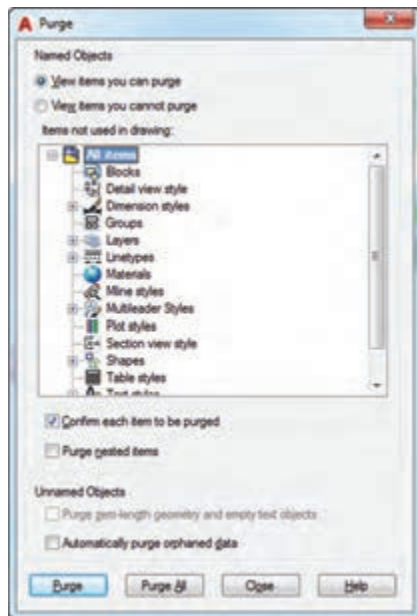 Purge
Named Objects
View items you can purge
View items you cannot purge
Items not used in drawing:
All items
Blocks
Detail view style
Dimension styles
Groups
Layers
Linetypes
Materials
Mline styles
Multileader Styles
Plot styles
Section view style
Shapes
Table styles
Text styles
Confirm each item to be purged
Purge nested items
Unnamed Objects
Purge zero-length geometry and empty text objects
Automatically purge orphaned data
Purge Purge All Close Help